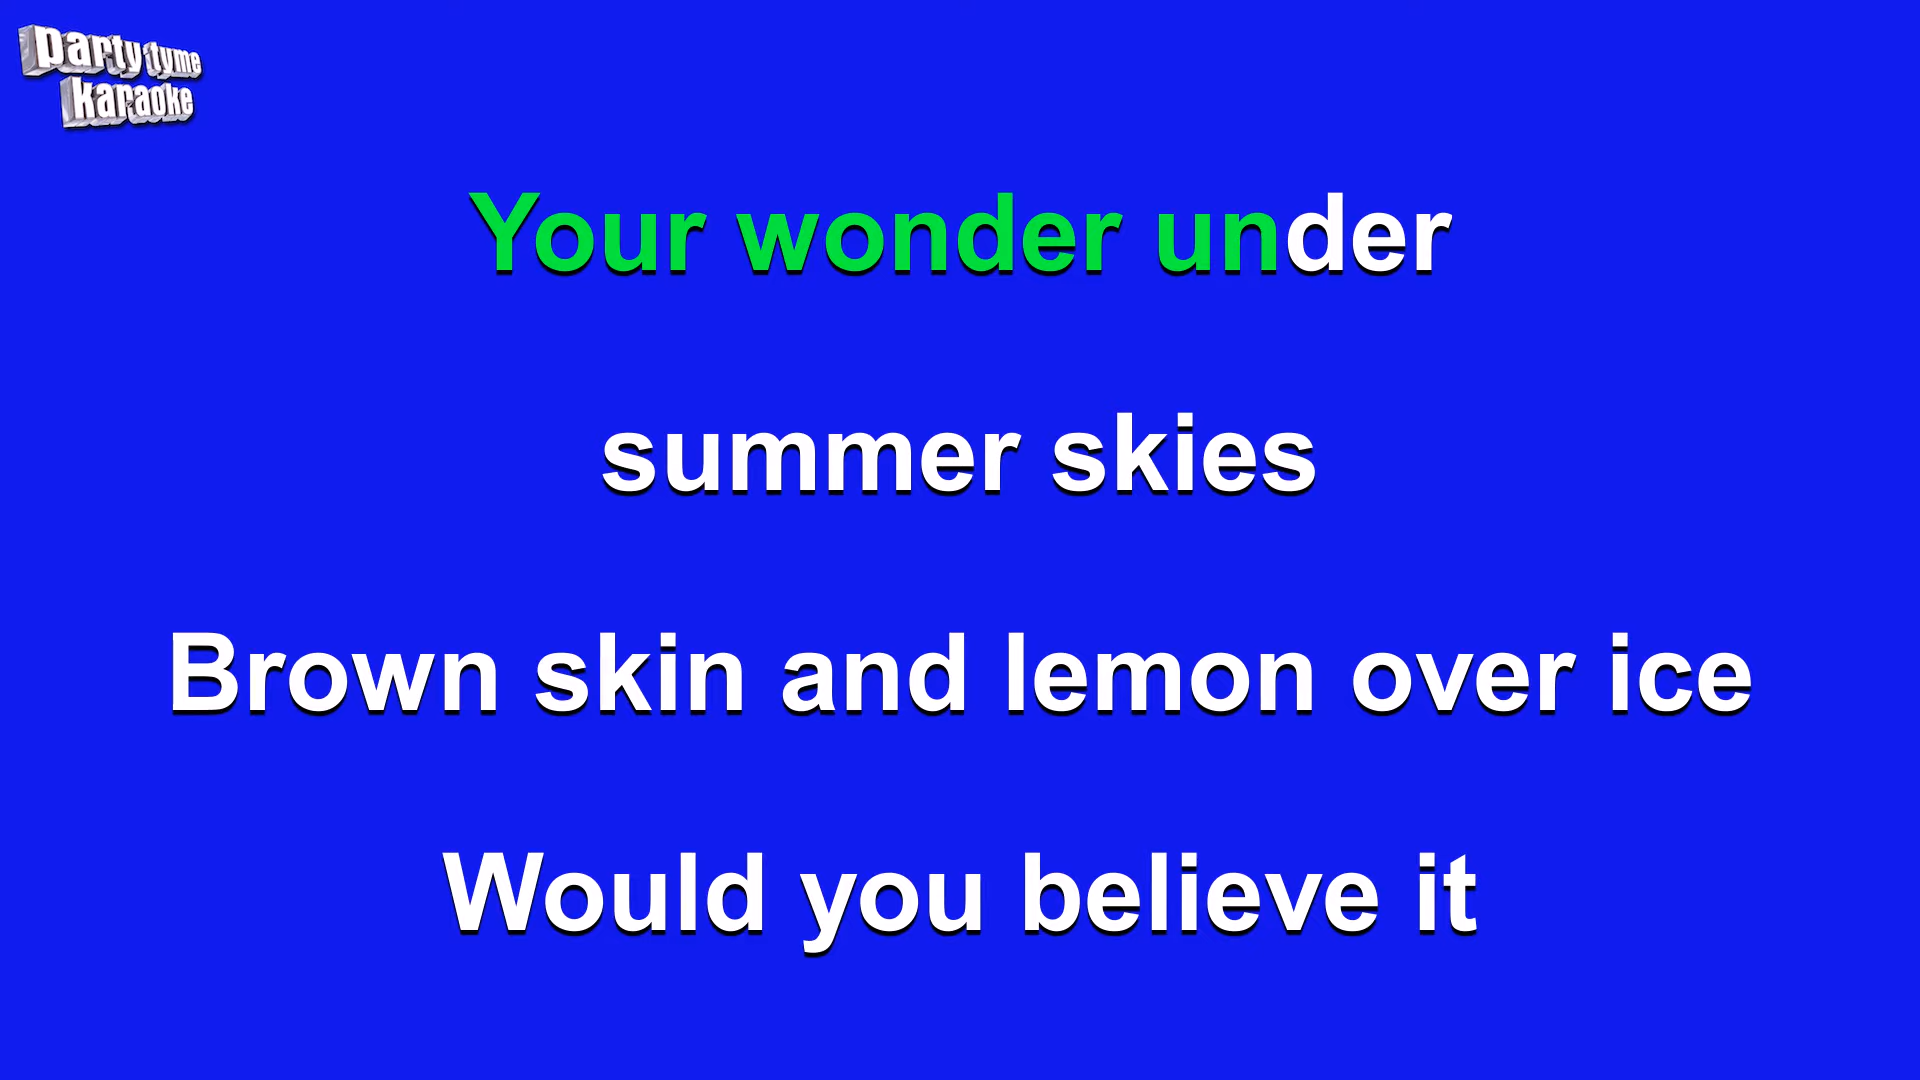 party tyme
karaoke
Your wonder under
summer skies
Brown skin and lemon over ice
Would you believe it